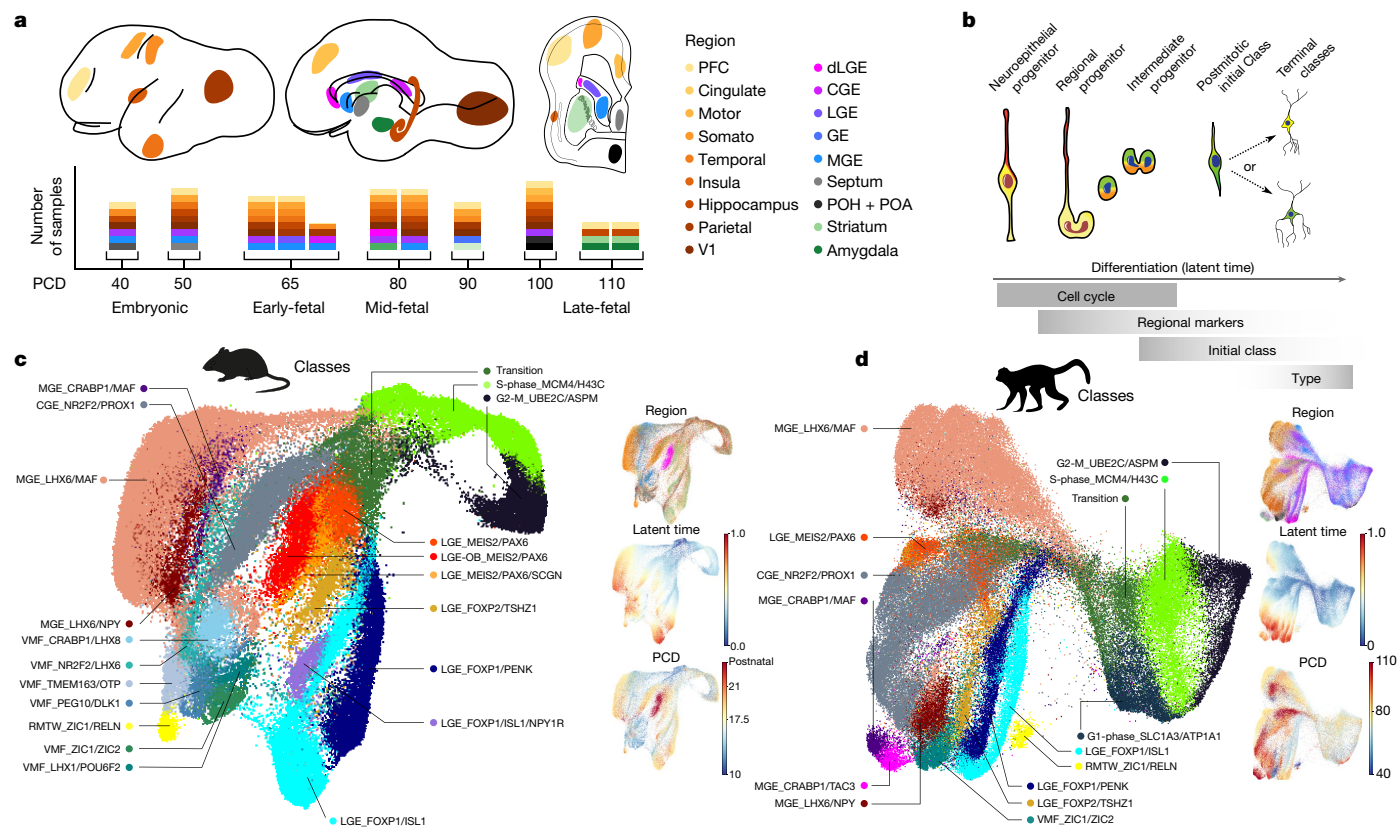 a
Region
PFC
Cingulate
Motor
Somato
Temporal
Insula
Hippocampus
Parietal
V1
dLGE
CGE
LGE
GE
MGE
Septum
POH + POA
Striatum
Amygdala
Number
of samples
PCD
40
50
65
80
90
100
110
Embryonic
Early-fetal
Mid-fetal
Late-fetal
b
Neuroepithelial
progenitor
Regional
progenitor
Intermediate
progenitor
Postmitotic
initial Class
Terminal
classes
or
Differentiation (latent time)
Cell cycle
Regional markers
Initial class
Type
c
Classes
MGE_CRABP1/MAF
CGE_NR2F2/PROX1
MGE_LHX6/MAF
MGE_LHX6/NPY
VMF_CRABP1/LHX8
VMF_NR2F2/LHX6
VMF_TMEM163/OTP
VMF_PEG10/DLK1
RMTW_ZIC1/RELN
VMF_ZIC1/ZIC2
VMF_LHX1/POU6F2
Transition
S-phase_MCM4/H43C
G2-M_UBE2C/ASPM
LGE_MEIS2/PAX6
LGE-OB_MEIS2/PAX6
LGE_MEIS2/PAX6/SCGN
LGE_FOXP2/TSHZ1
LGE_FOXP1/PENK
LGE_FOXP1/ISL1/NPY1R
LGE_FOXP1/ISL1
Region
Latent time
1.0
0.0
PCD
Postnatal
21
17.5
10
d
Classes
MGE_LHX6/MAF
G2-M_UBE2C/ASPM
S-phase_MCM4/H43C
Transition
LGE_MEIS2/PAX6
CGE_NR2F2/PROX1
MGE_CRABP1/MAF
G1-phase_SLC1A3/ATP1A1
LGE_FOXP1/ISL1
RMTW_ZIC1/RELN
MGE_CRABP1/TAC3
MGE_LHX6/NPY
LGE_FOXP1/PENK
LGE_FOXP2/TSHZ1
VMF_ZIC1/ZIC2
Region
Latent time
1.0
0
PCD
110
80
40